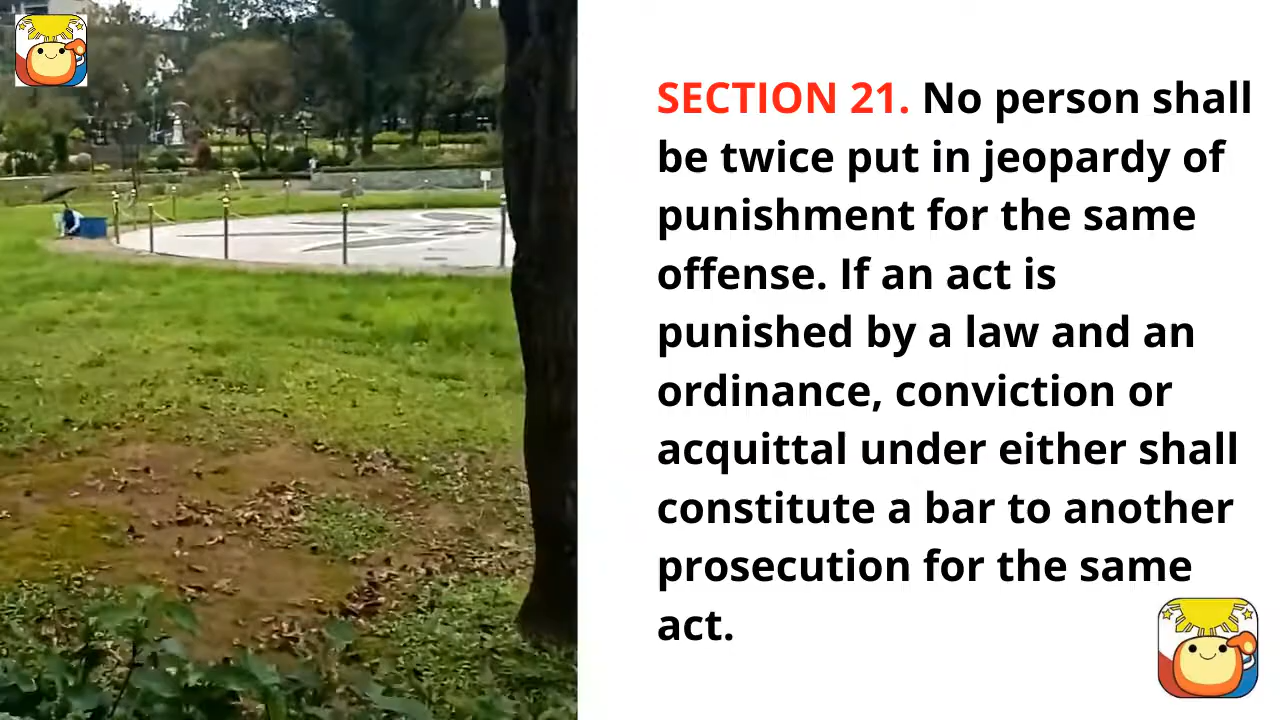 SECTION 21. No person shall
be twice put in jeopardy of
punishment for the same
offense. If an act is
punished by a law and an
ordinance, conviction or
acquittal under either shall
constitute a bar to another
prosecution for the same
act.